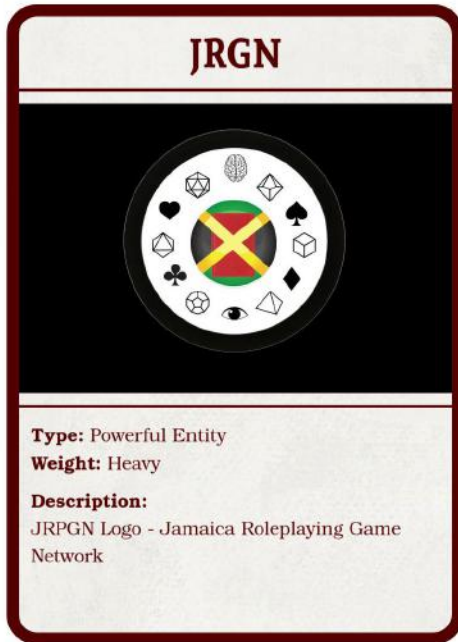 JRGN
Type: Powerful Entity
Weight: Heavy
Description:
JRPGN Logo - Jamaica Roleplaying Game
Network